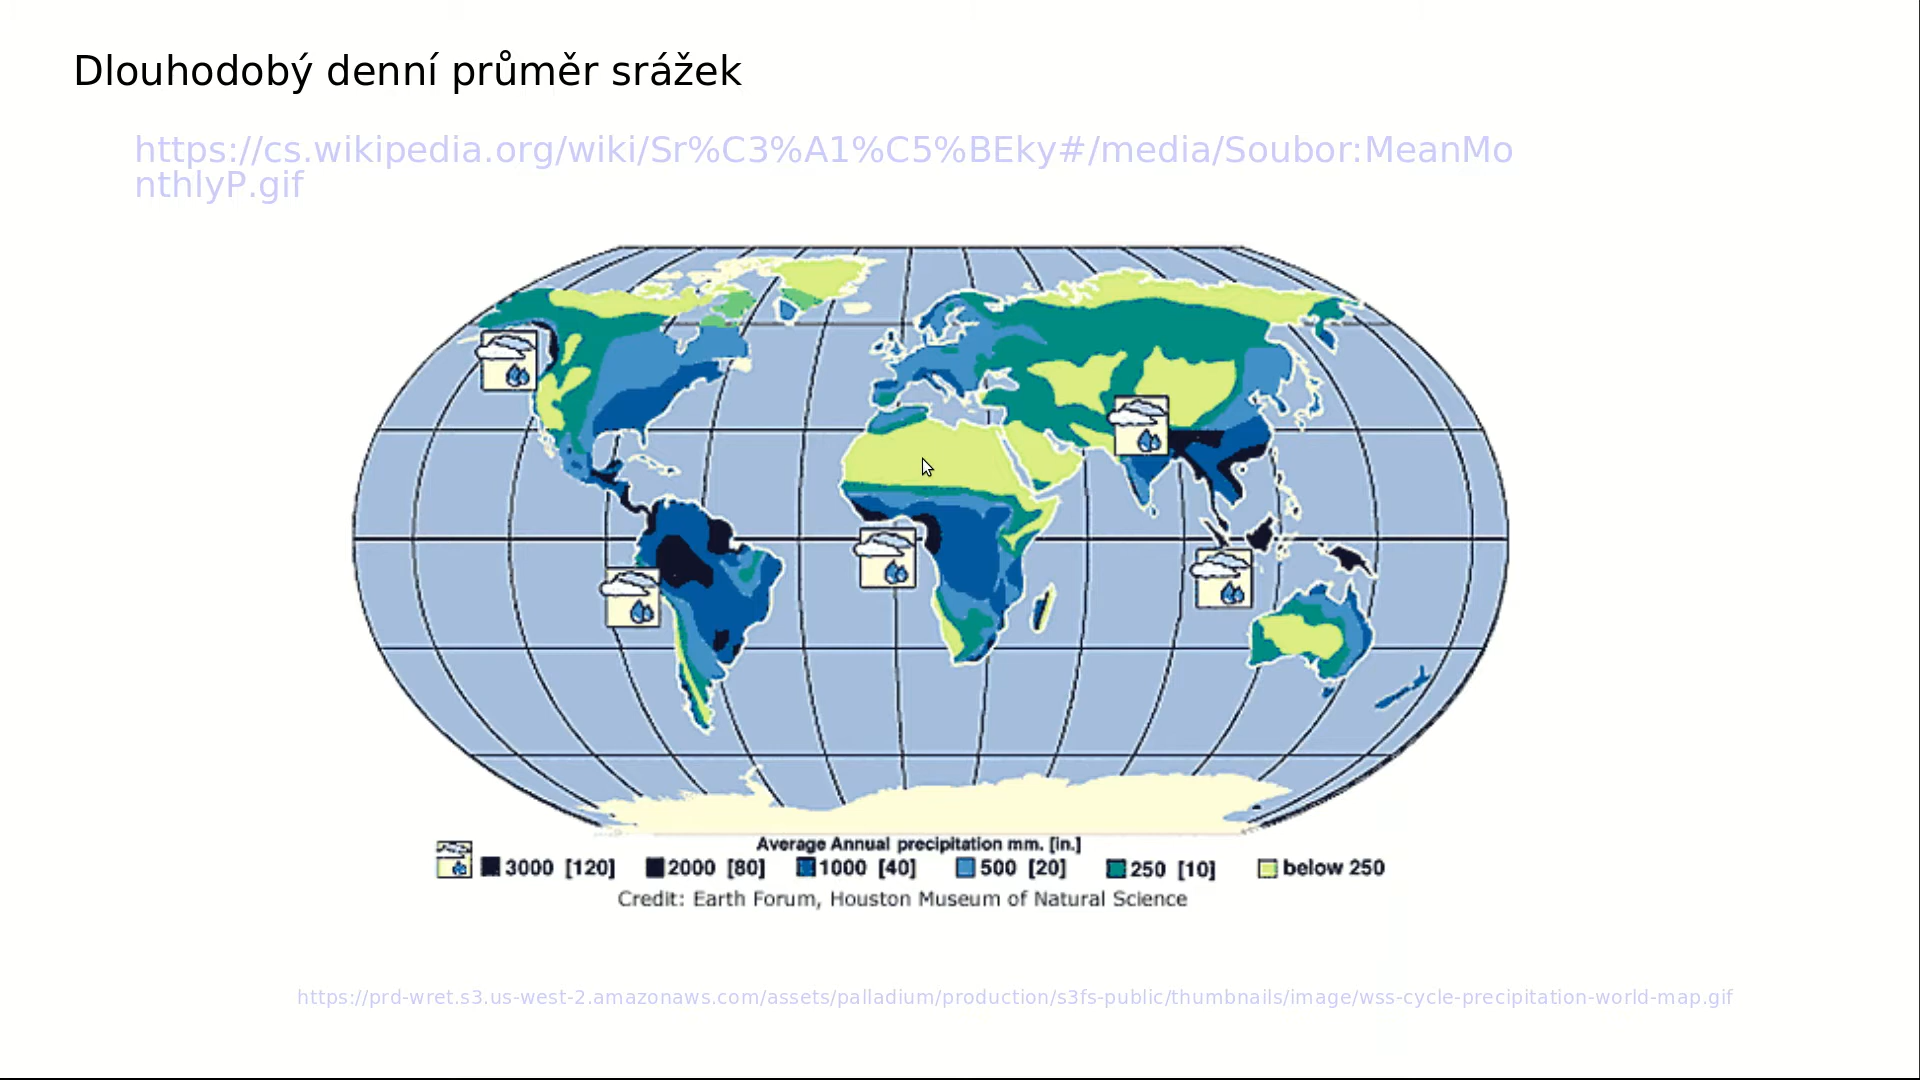 Dlouhodobý denní průměr srážek
https://cs.wikipedia.org/wiki/Sr%C3%A1%C5%BEky#/media/Soubor:MeanMo
nthlyP.gif
Average Annual precipitation mm. [in.]
3000 [120] 2000 [80] 1000 [40] 500 [20] 250 [10] below 250
Credit: Earth Forum, Houston Museum of Natural Science
https://prd-wret.s3.us-west-2.amazonaws.com/assets/palladium/production/s3fs-public/thumbnails/image/wss-cycle-precipitation-world-map.gif